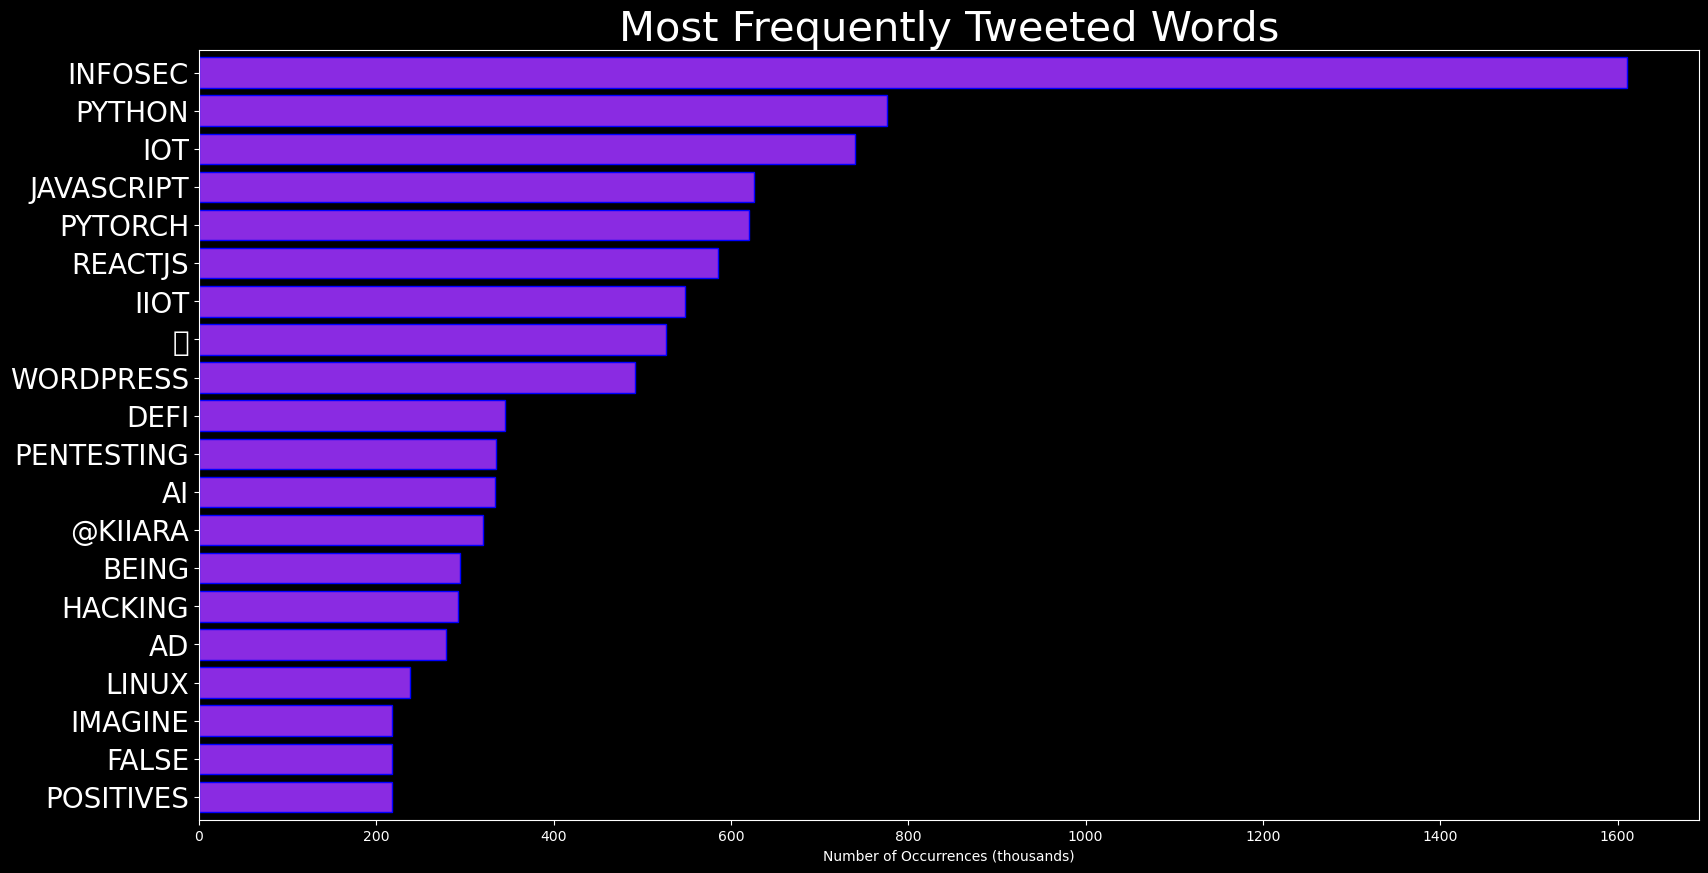 Most Frequently Tweeted Words
INFOSEC
PYTHON
IOT
JAVASCRIPT
PYTORCH
REACTJS
IIOT
WORDPRESS
DEFI
PENTESTING
AI
@KIIARA
BEING
HACKING
AD
LINUX
IMAGINE
FALSE
POSITIVES
0 200 400 600 800 1000 1200 1400 1600
Number of Occurrences (thousands)